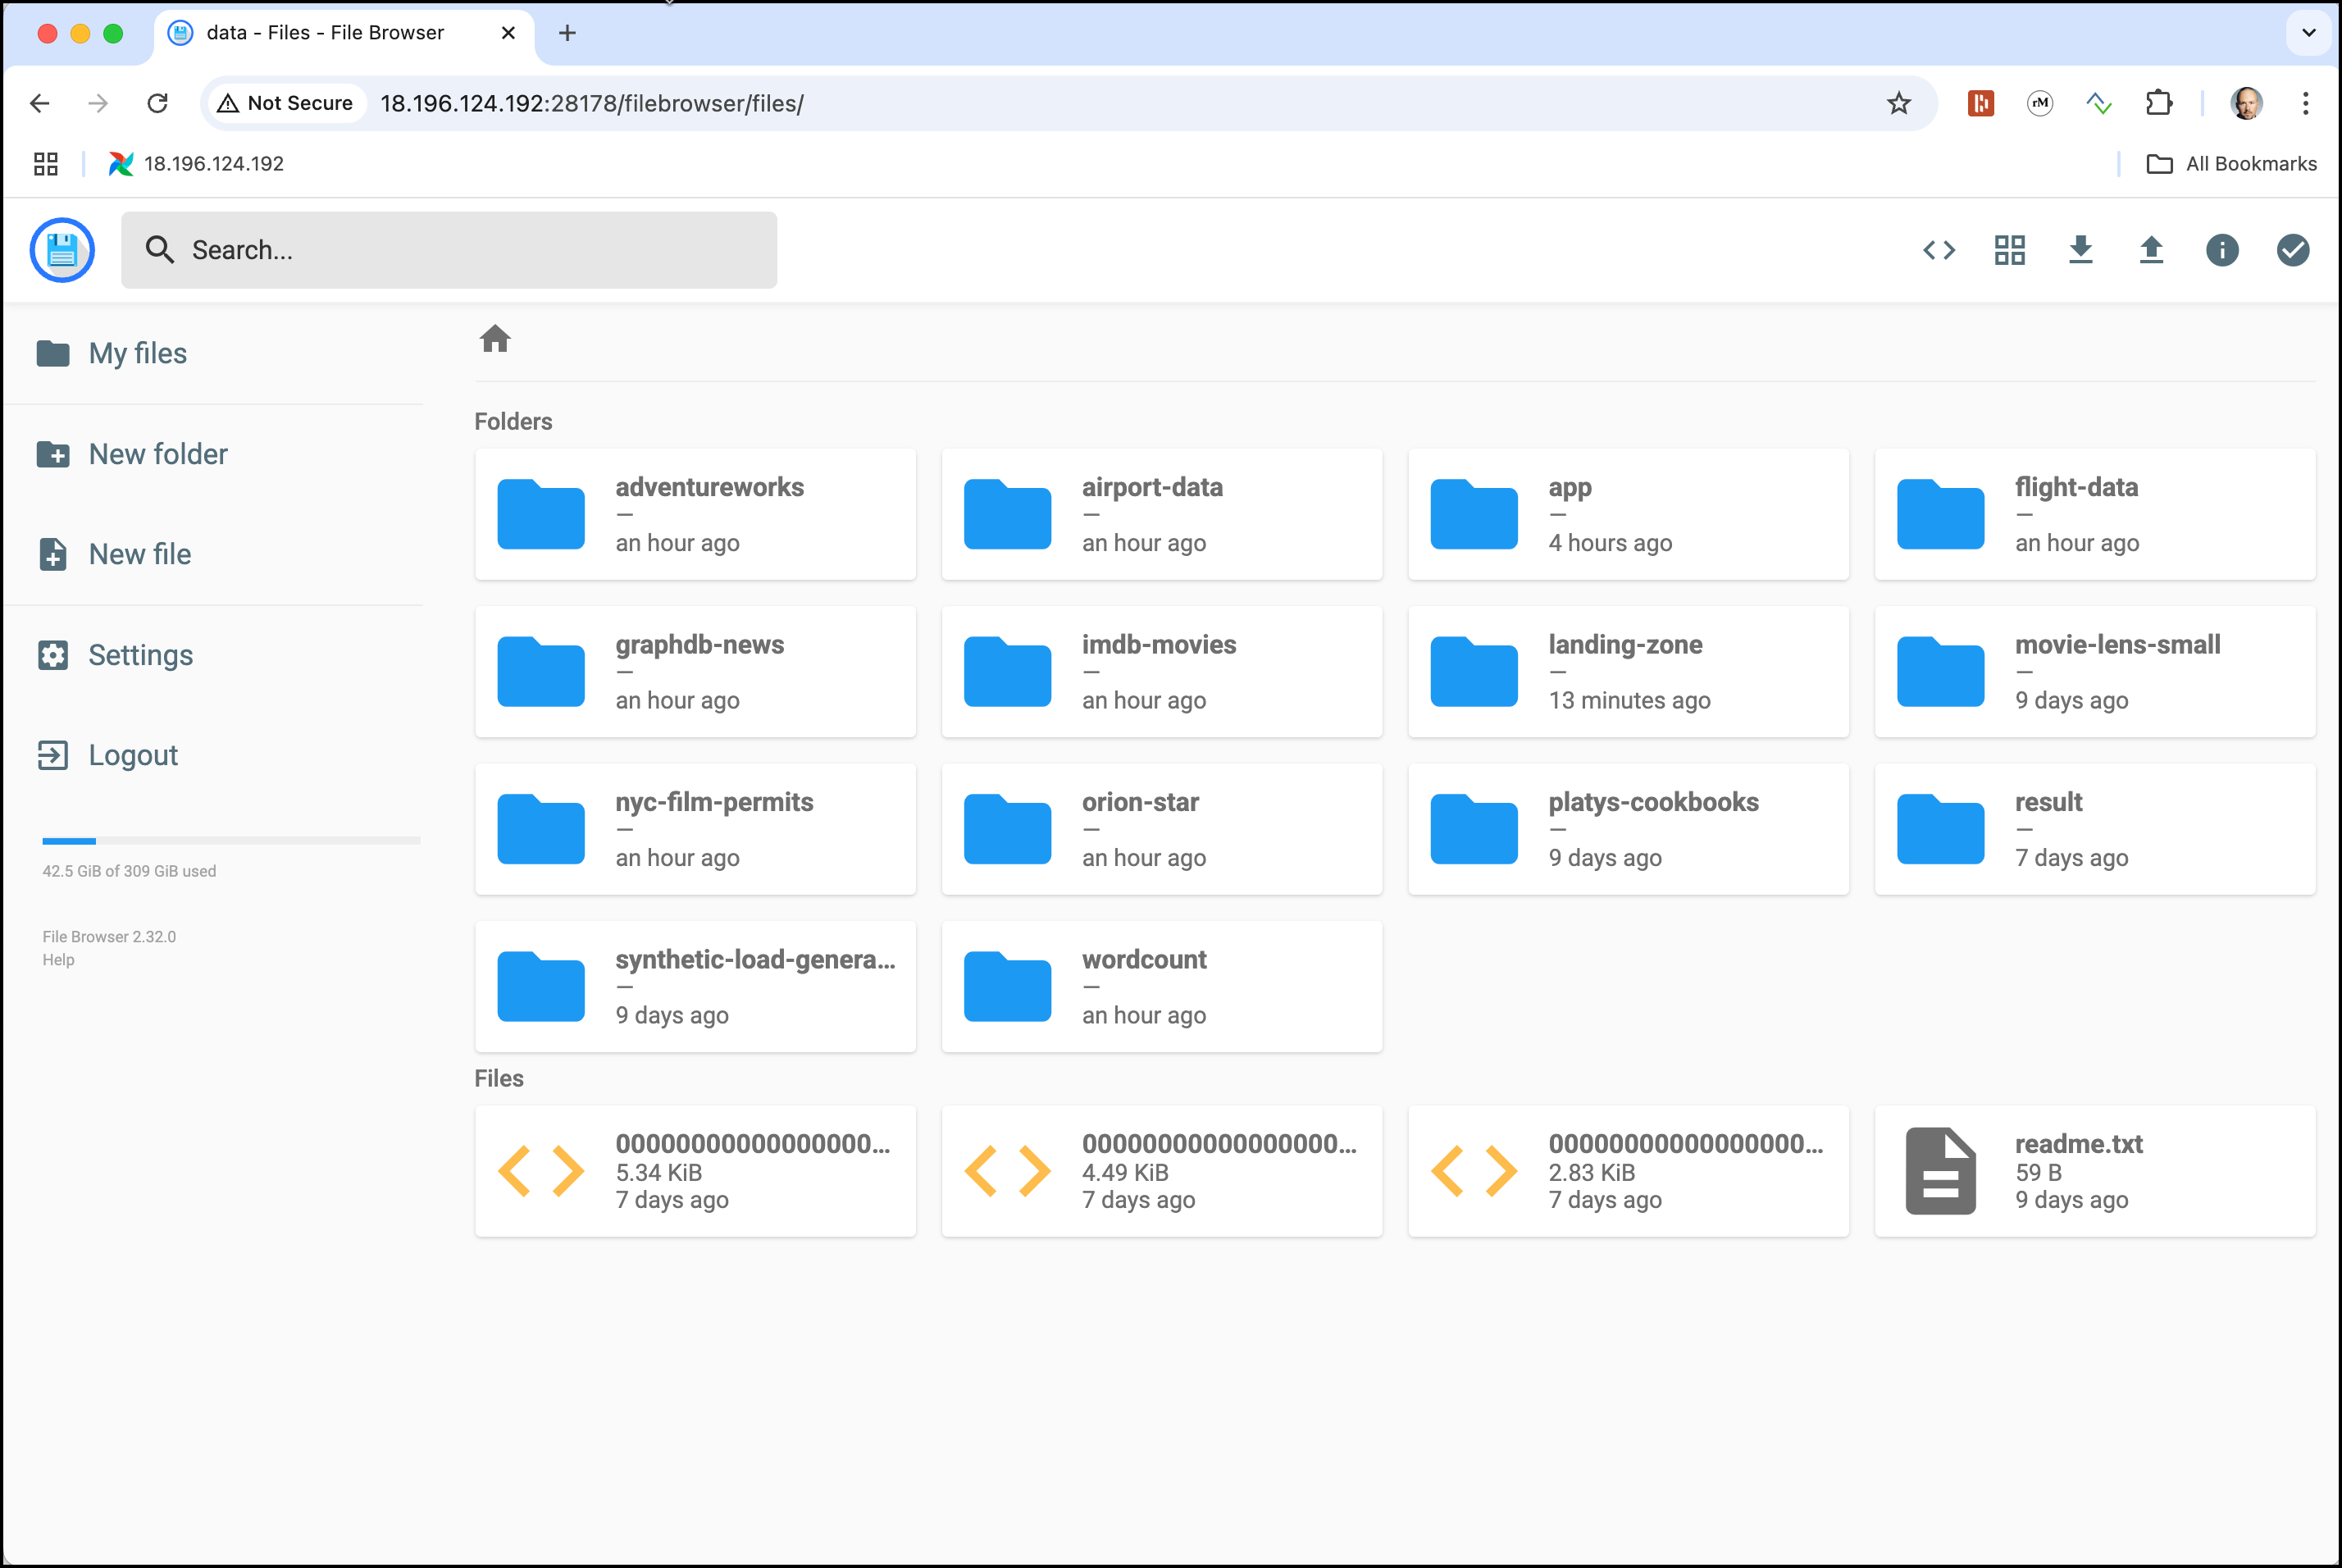 data - Files - File Browser
Not Secure
18.196.124.192:28178/filebrowser/files/
rM
18.196.124.192
All Bookmarks
Search...
My files
New folder
New file
Settings
Logout
42.5 GiB of 309 GiB used
File Browser 2.32.0
Help
Folders
adventureworks
—
an hour ago
airport-data
—
an hour ago
app
—
4 hours ago
flight-data
—
an hour ago
graphdb-news
—
an hour ago
imdb-movies
—
an hour ago
landing-zone
—
13 minutes ago
movie-lens-small
—
9 days ago
nyc-film-permits
—
an hour ago
orion-star
—
an hour ago
platys-cookbooks
—
9 days ago
result
—
7 days ago
synthetic-load-genera...
—
9 days ago
wordcount
—
an hour ago
Files
00000000000000000...
5.34 KiB
7 days ago
00000000000000000...
4.49 KiB
7 days ago
00000000000000000...
2.83 KiB
7 days ago
readme.txt
59 B
9 days ago